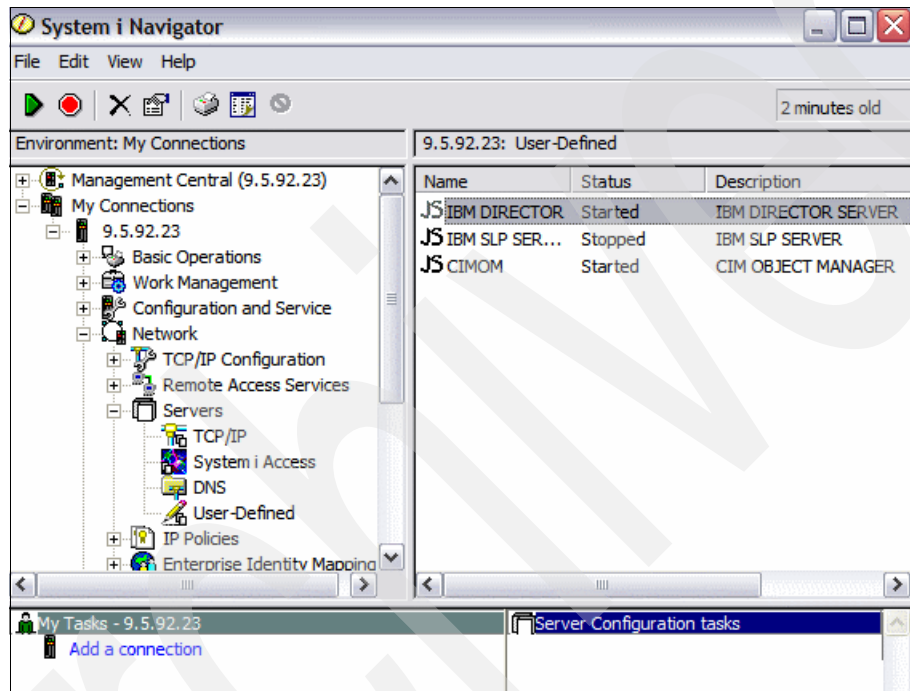 System i Navigator
File Edit View Help
2 minutes old
Environment: My Connections
9.5.92.23: User-Defined
Management Central (9.5.92.23)
My Connections
9.5.92.23
Basic Operations
Work Management
Configuration and Service
Network
TCP/IP Configuration
Remote Access Services
Servers
TCP/IP
System i Access
DNS
User-Defined
IP Policies
Enterprise Identity Mapping
Name Status Description
IBM DIRECTOR Started IBM DIRECTOR SERVER
IBM SLP SER... Stopped IBM SLP SERVER
CIMOM Started CIM OBJECT MANAGER
My Tasks - 9.5.92.23
Add a connection
Server Configuration tasks